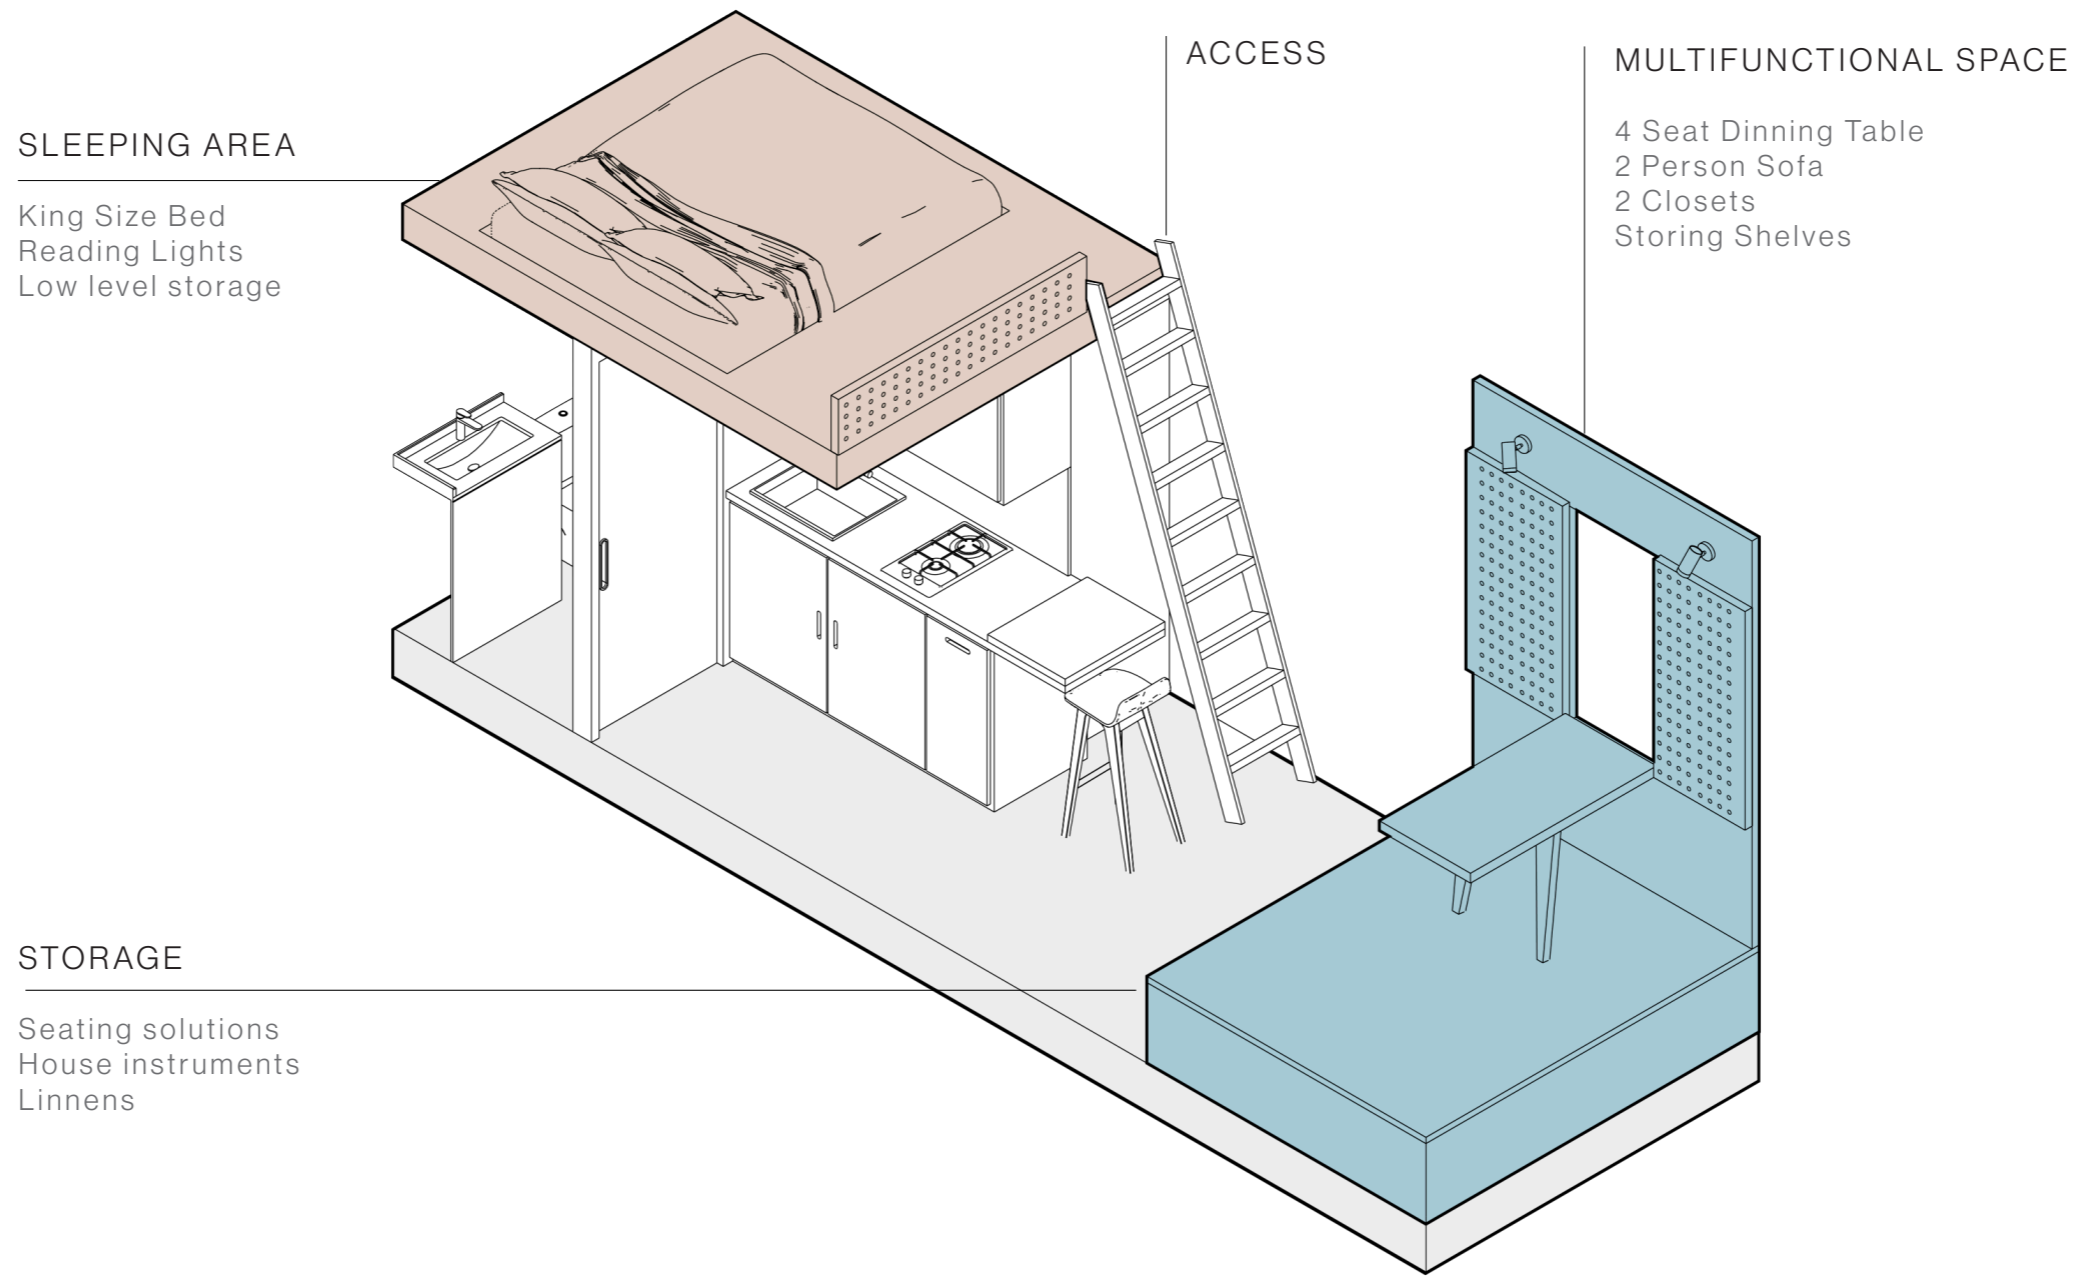 ACCESS
MULTIFUNCTIONAL SPACE
4 Seat Dinning Table
2 Person Sofa
2 Closets
Storing Shelves
SLEEPING AREA
King Size Bed
Reading Lights
Low level storage
STORAGE
Seating solutions
House instruments
Linnens